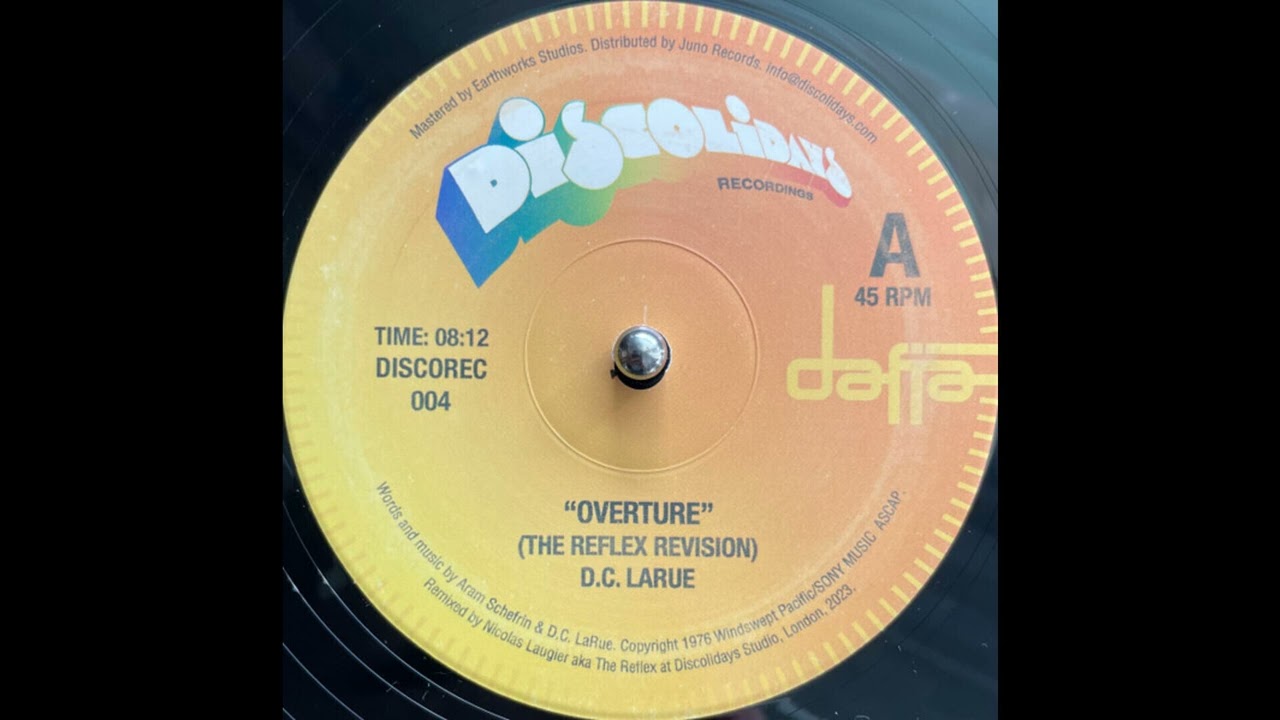 Mastered by Earthworks Studios. Distributed by Juno Records. info@discolidays.com
DiSCOLiDAYS
RECORDINGS
A
45 RPM
TIME: 08:12
DISCOREC
004
daffa
"OVERTURE"
(THE REFLEX REVISION)
D.C. LARUE
Words and music by Aram Schefrin & D.C. LaRue. Copyright 1976 Windswept Pacific/SONY MUSIC ASCAP.
Remixed by Nicolas Laugier aka The Reflex at Discolidays Studio, London, 2023.